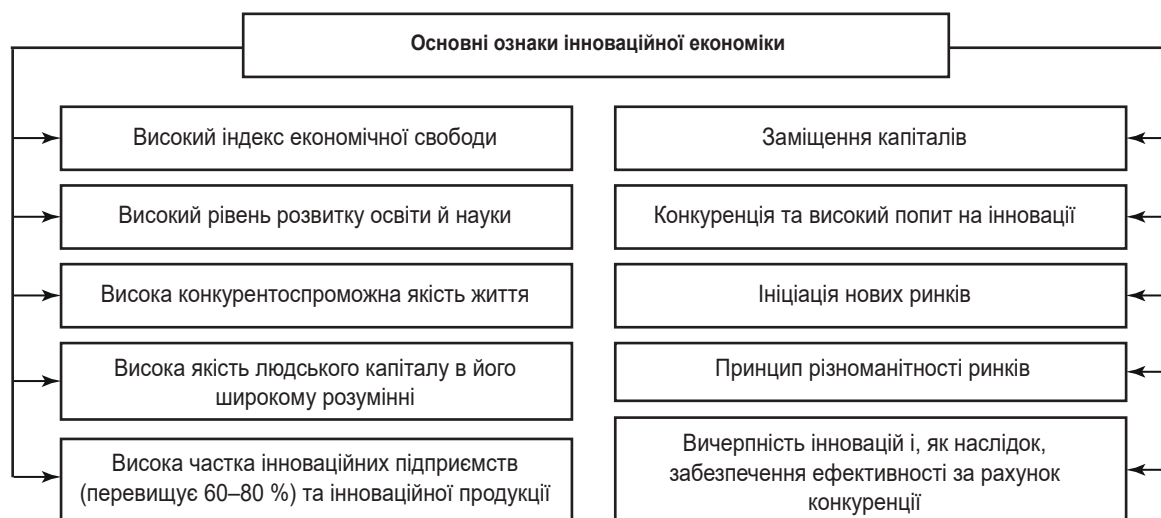 Основні ознаки інноваційної економіки
Високий індекс економічної свободи
Високий рівень розвитку освіти й науки
Висока конкурентоспроможна якість життя
Висока якість людського капіталу в його
широкому розумінні
Висока частка інноваційних підприємств
(перевищує 60–80 %) та інноваційної продукції
Заміщення капіталів
Конкуренція та високий попит на інновації
Ініціація нових ринків
Принцип різноманітності ринків
Вичерпність інновацій і, як наслідок,
забезпечення ефективності за рахунок
конкуренції